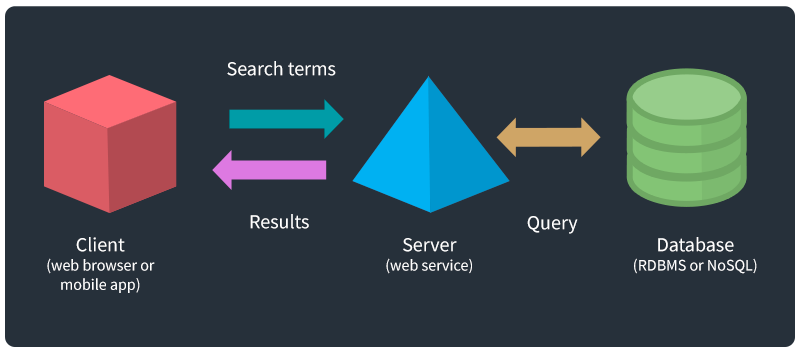 Search terms
Results
Query
Client
(web browser or
mobile app)
Server
(web service)
Database
(RDBMS or NoSQL)